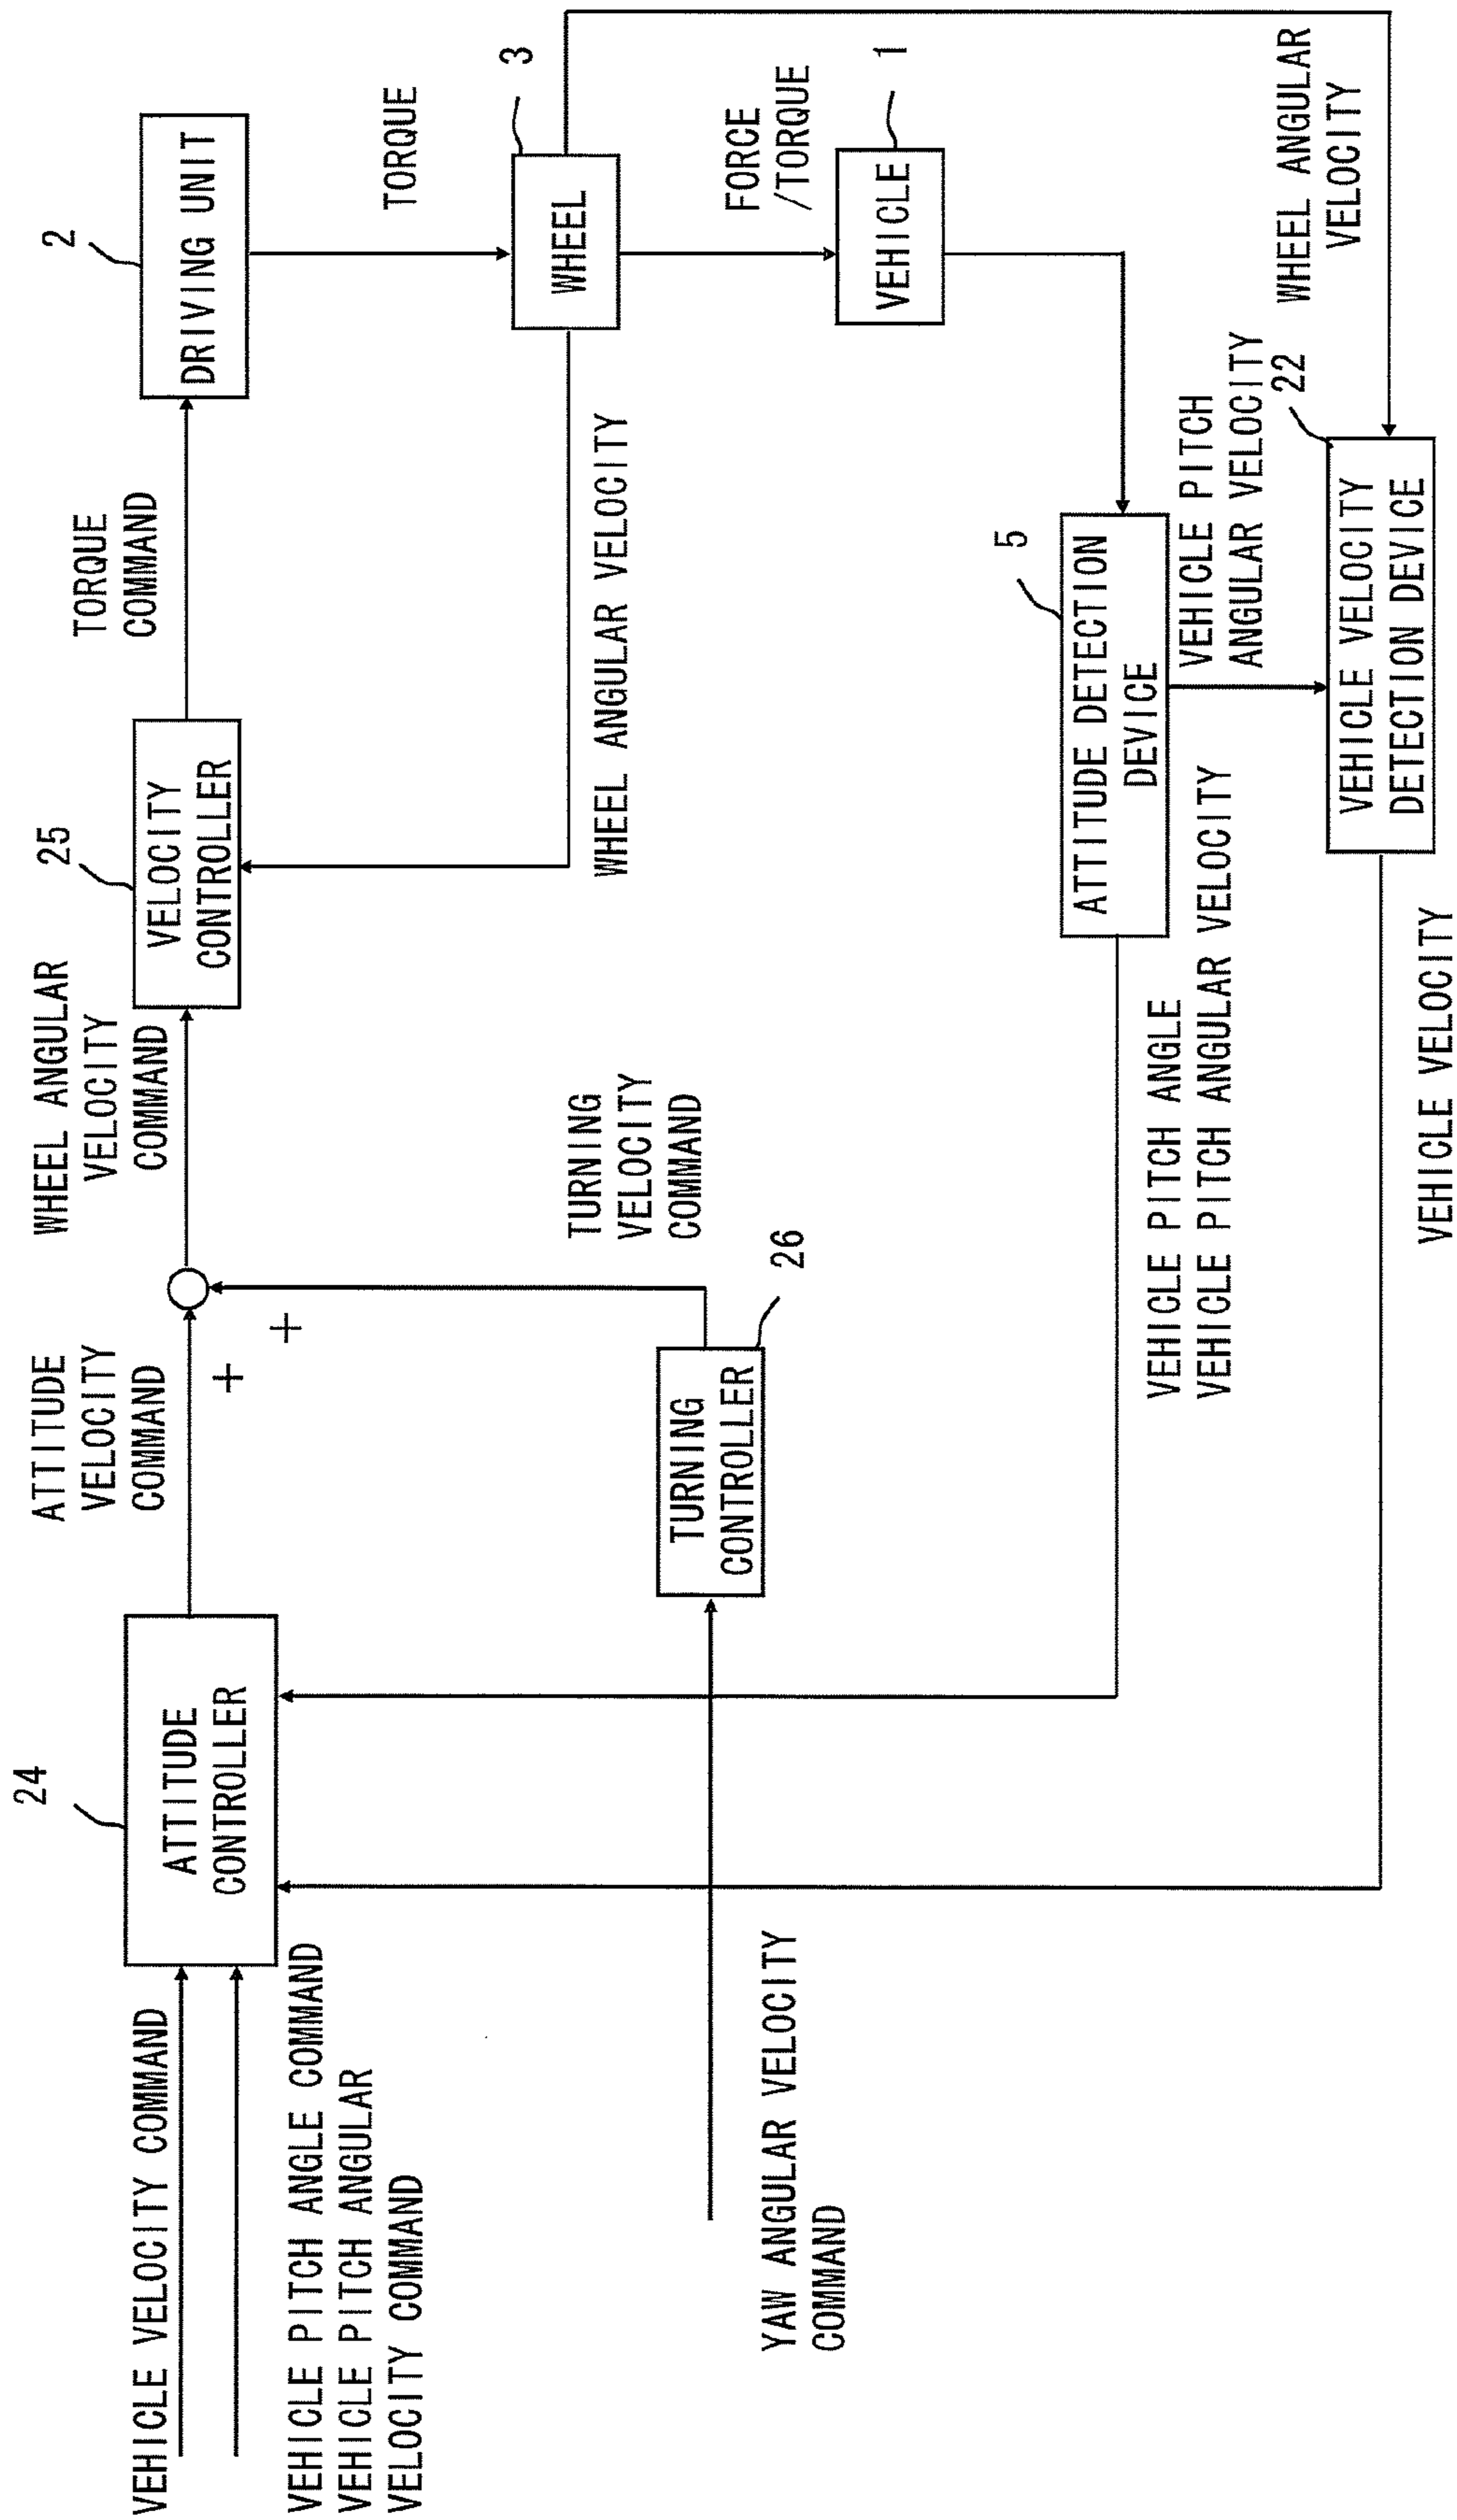 VEHICLE VELOCITY COMMAND
VEHICLE PITCH ANGLE COMMAND
VEHICLE PITCH ANGULAR
VELOCITY COMMAND
24
ATTITUDE
CONTROLLER
ATTITUDE
VELOCITY
COMMAND
+
+
WHEEL ANGULAR
VELOCITY
COMMAND
25
VELOCITY
CONTROLLER
TORQUE
COMMAND
2
DRIVING UNIT
TORQUE
3
WHEEL
WHEEL ANGULAR VELOCITY
FORCE
/TORQUE
1
VEHICLE
YAW ANGULAR VELOCITY
COMMAND
TURNING
CONTROLLER
26
TURNING
VELOCITY
COMMAND
5
ATTITUDE DETECTION
DEVICE
VEHICLE PITCH ANGLE
VEHICLE PITCH ANGULAR VELOCITY
VEHICLE PITCH
ANGULAR VELOCITY
22
VEHICLE VELOCITY
DETECTION DEVICE
WHEEL ANGULAR
VELOCITY
VEHICLE VELOCITY